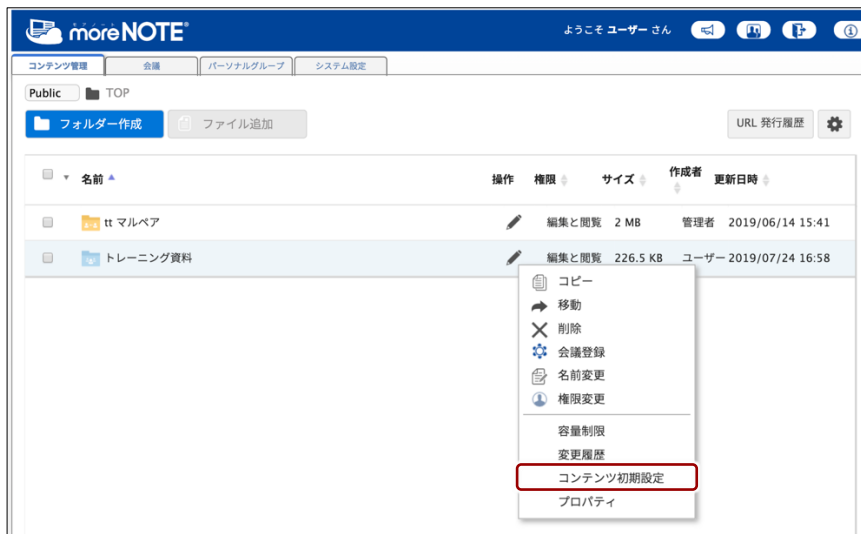 モアノート
moreNOTE®
ようこそ ユーザー さん
コンテンツ管理 会議 パーソナルグループ システム設定
Public TOP
フォルダー作成 ファイル追加 URL 発行履歴
名前 操作 権限 サイズ 作成者 更新日時
tt マルペア 編集と閲覧 2 MB 管理者 2019/06/14 15:41
トレーニング資料 編集と閲覧 226.5 KB ユーザー 2019/07/24 16:58
コピー
移動
削除
会議登録
名前変更
権限変更
容量制限
変更履歴
コンテンツ初期設定
プロパティ